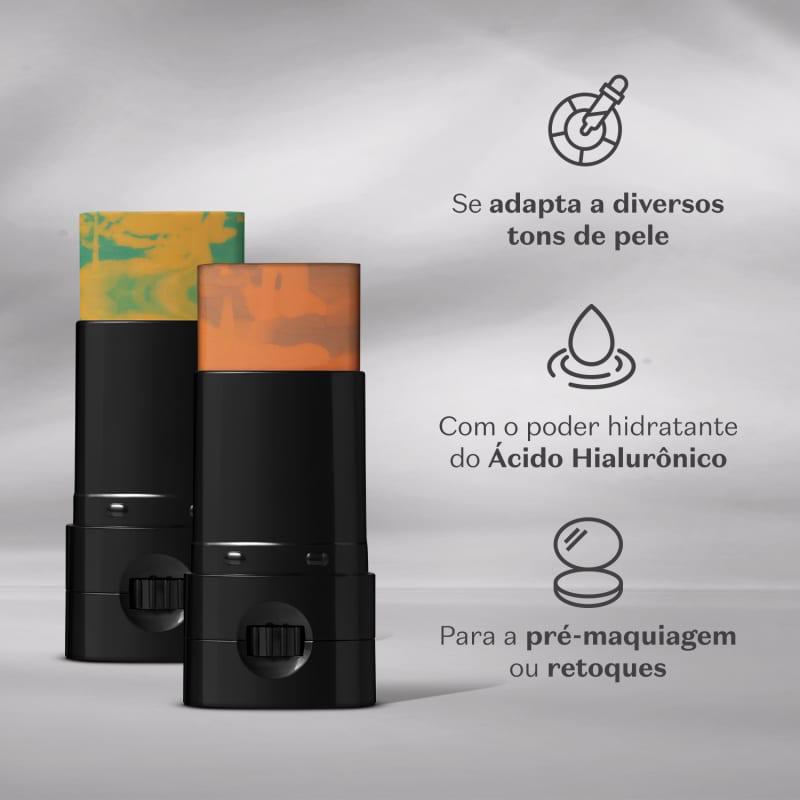 Se adapta a diversos
tons de pele
Com o poder hidratante
do Ácido Hialurônico
Para a pré-maquiagem
ou retoques